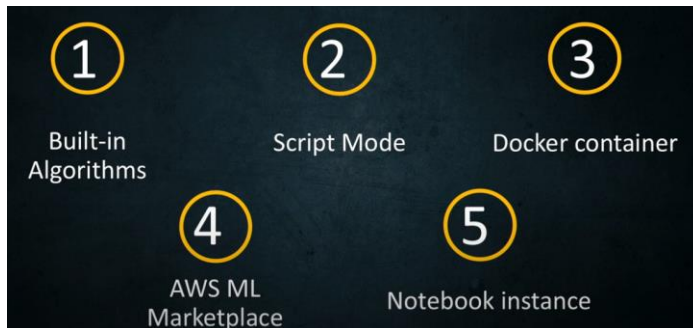 1
Built-in
Algorithms
2
Script Mode
3
Docker container
4
AWS ML
Marketplace
5
Notebook instance